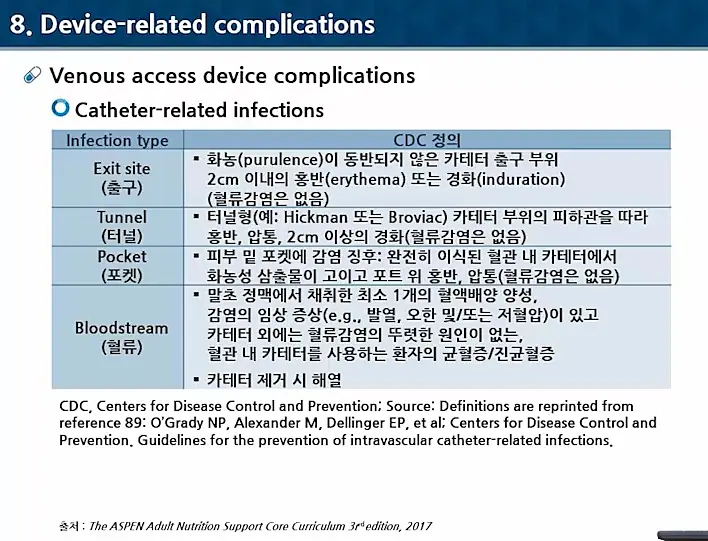 8. Device-related complications
Venous access device complications
Catheter-related infections
Infection type
CDC 정의
Exit site
(출구)
▪ 화농(purulence)이 동반되지 않은 카테터 출구 부위
2cm 이내의 홍반(erythema) 또는 경화(induration)
(혈류감염은 없음)
Tunnel
(터널)
▪ 터널형(예: Hickman 또는 Broviac) 카테터 부위의 피하관을 따라
홍반, 압통, 2cm 이상의 경화(혈류감염은 없음)
Pocket
(포켓)
▪ 피부 밑 포켓에 감염 징후: 완전히 이식된 혈관 내 카테터에서
화농성 삼출물이 고이고 포트 위 홍반, 압통(혈류감염은 없음)
Bloodstream
(혈류)
▪ 말초 정맥에서 채취한 최소 1개의 혈액배양 양성,
감염의 임상 증상(e.g., 발열, 오한 및/또는 저혈압)이 있고
카테터 외에는 혈류감염의 뚜렷한 원인이 없는,
혈관 내 카테터를 사용하는 환자의 균혈증/진균혈증
▪ 카테터 제거 시 해열
CDC, Centers for Disease Control and Prevention; Source: Definitions are reprinted from
reference 89: O'Grady NP, Alexander M, Dellinger EP, et al; Centers for Disease Control and
Prevention. Guidelines for the prevention of intravascular catheter-related infections.
출처 : The ASPEN Adult Nutrition Support Core Curriculum 3rd edition, 2017